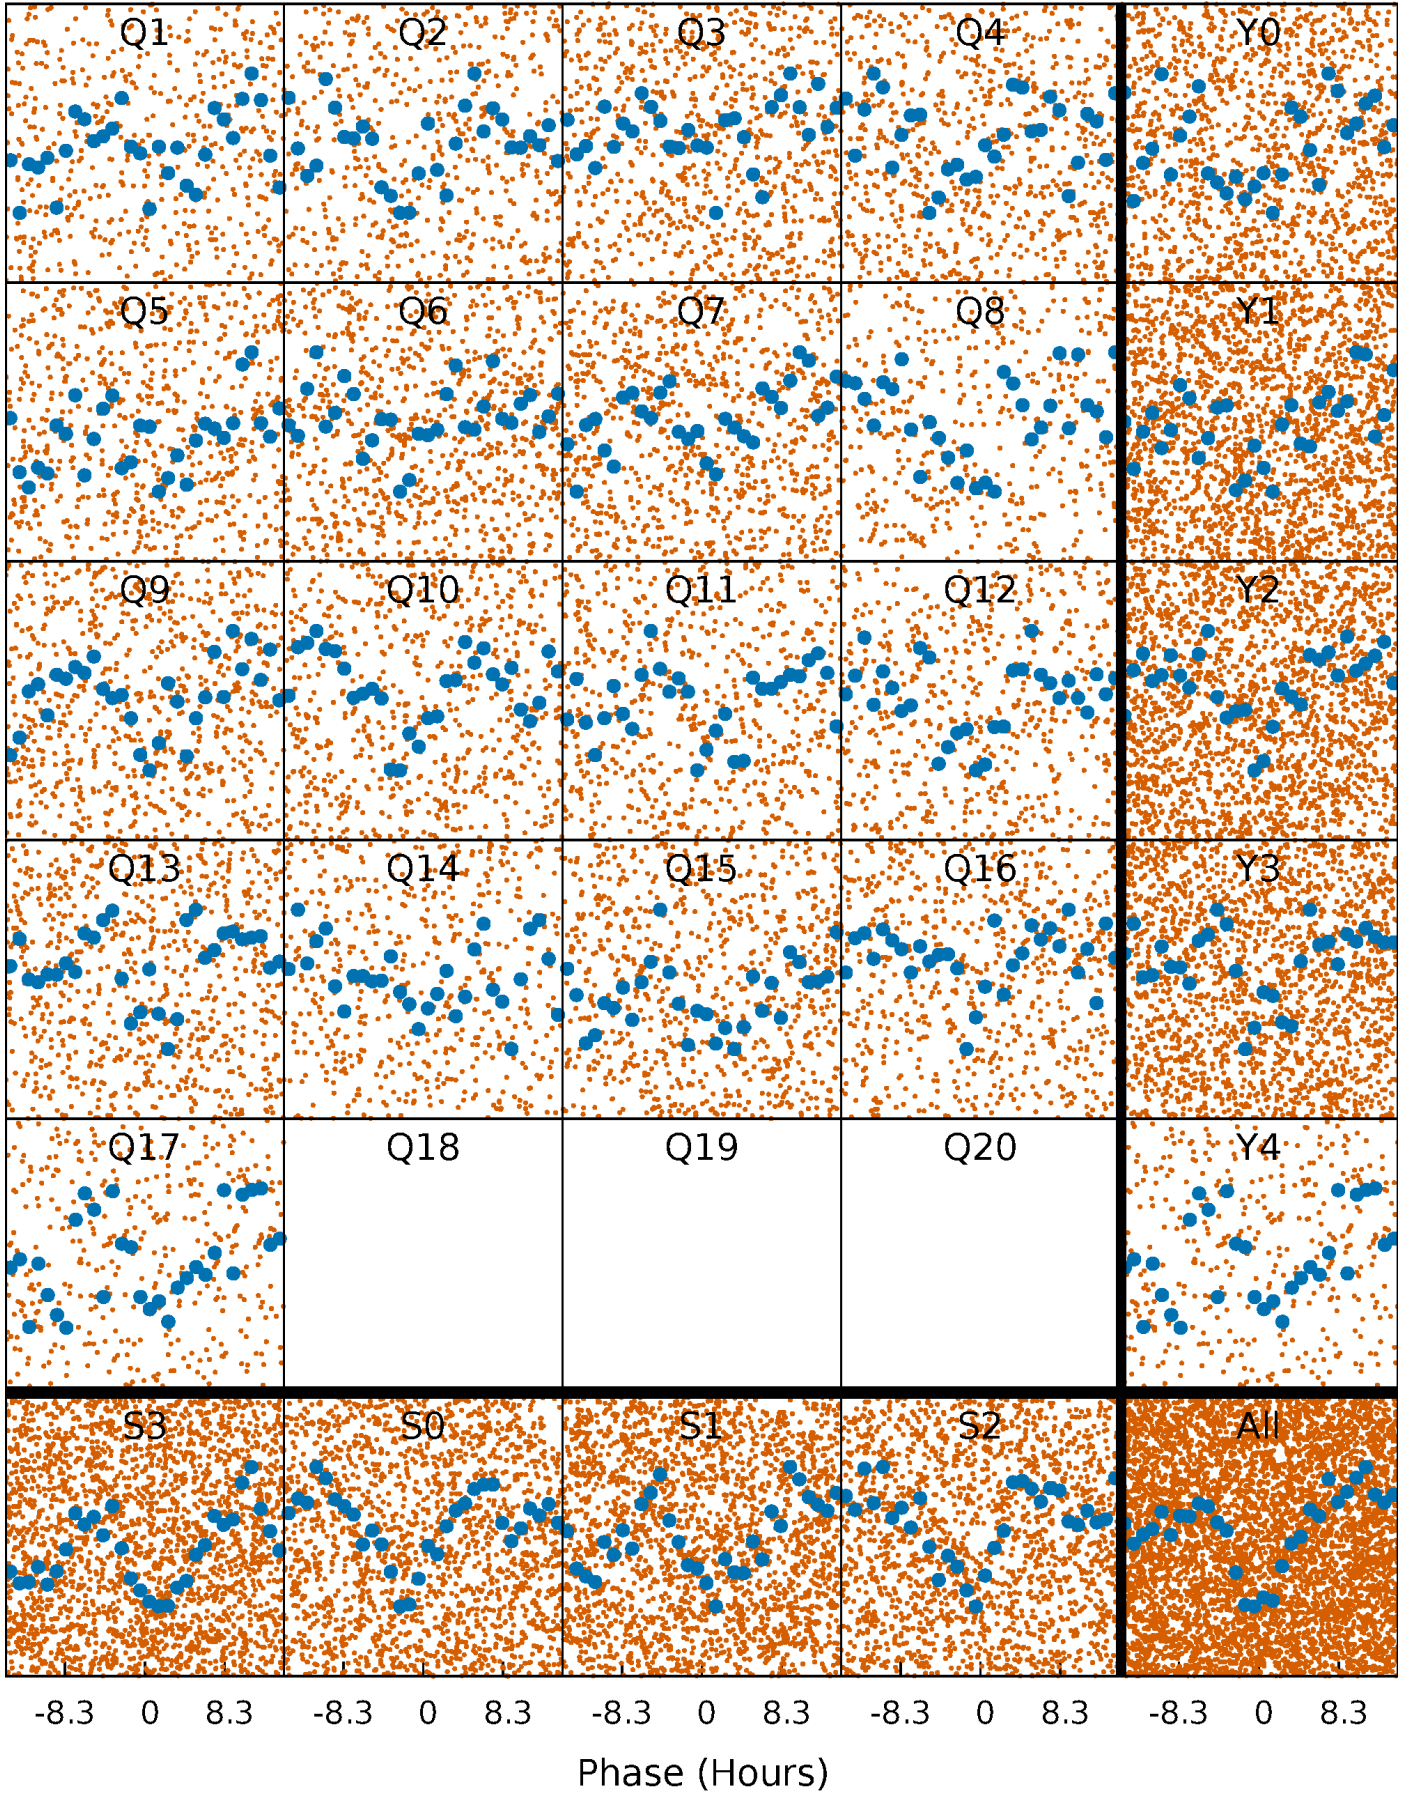 Q1 Q2 Q3 Q4 Y0
Q5 Q6 Q7 Q8 Y1
Q9 Q10 Q11 Q12 Y2
Q13 Q14 Q15 Q16 Y3
Q17 Q18 Q19 Q20 Y4
S3 S0 S1 S2 All
-8.3 0 8.3 -8.3 0 8.3 -8.3 0 8.3 -8.3 0 8.3 -8.3 0 8.3
Phase (Hours)